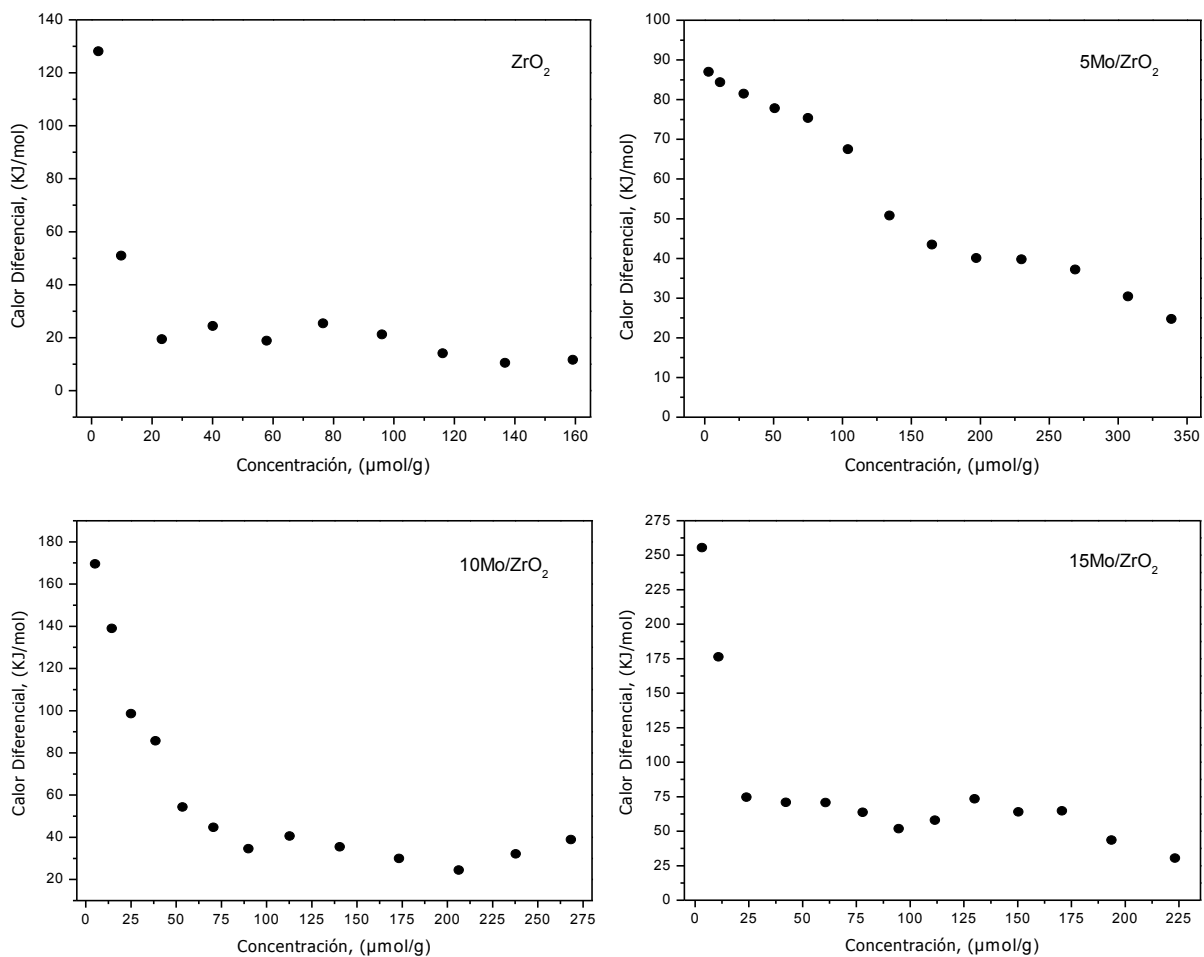 ZrO₂
140
120
100
80
60
40
20
0
Calor Diferencial, (KJ/mol)
0 20 40 60 80 100 120 140 160
Concentración, (µmol/g)
5Mo/ZrO₂
100
90
80
70
60
50
40
30
20
10
0
Calor Diferencial, (KJ/mol)
0 50 100 150 200 250 300 350
Concentración, (µmol/g)
10Mo/ZrO₂
180
160
140
120
100
80
60
40
20
Calor Diferencial, (KJ/mol)
0 25 50 75 100 125 150 175 200 225 250 275
Concentración, (µmol/g)
15Mo/ZrO₂
275
250
225
200
175
150
125
100
75
50
25
0
Calor Diferencial, (KJ/mol)
0 25 50 75 100 125 150 175 200 225
Concentración, (µmol/g)